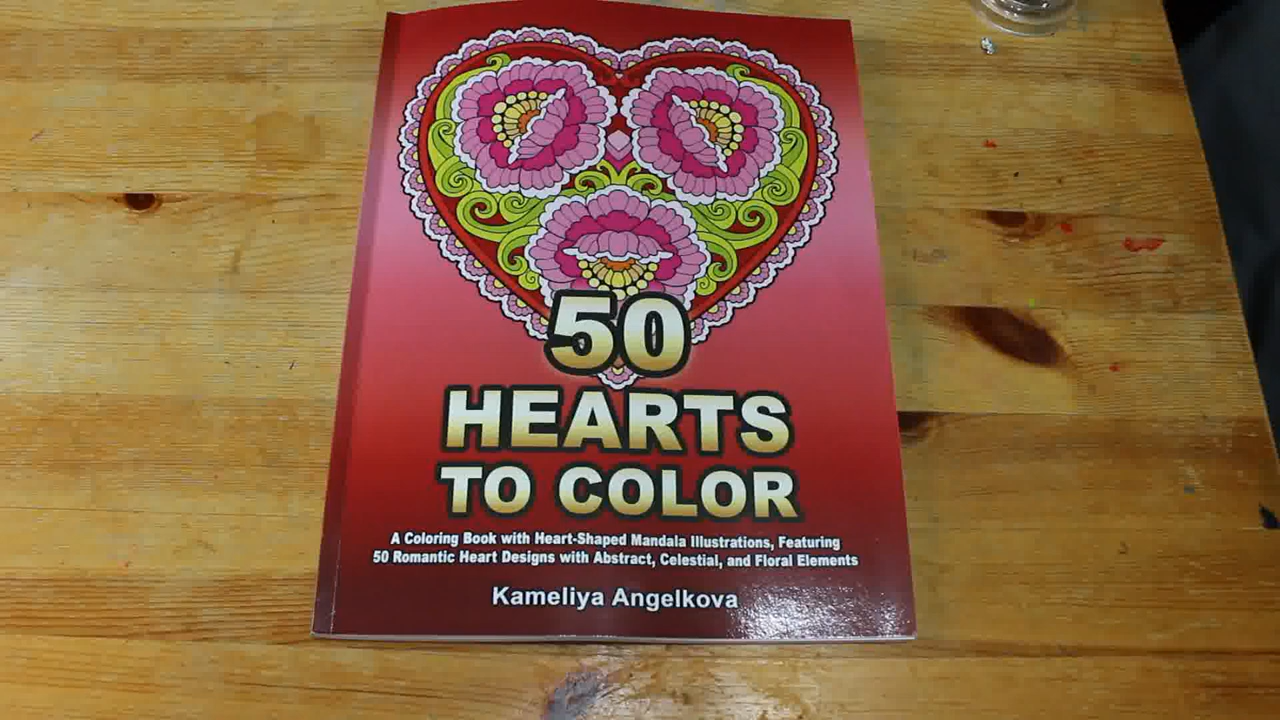 50
HEARTS
TO COLOR
A Coloring Book with Heart-Shaped Mandala Illustrations, Featuring
50 Romantic Heart Designs with Abstract, Celestial, and Floral Elements
Kameliya Angelkova